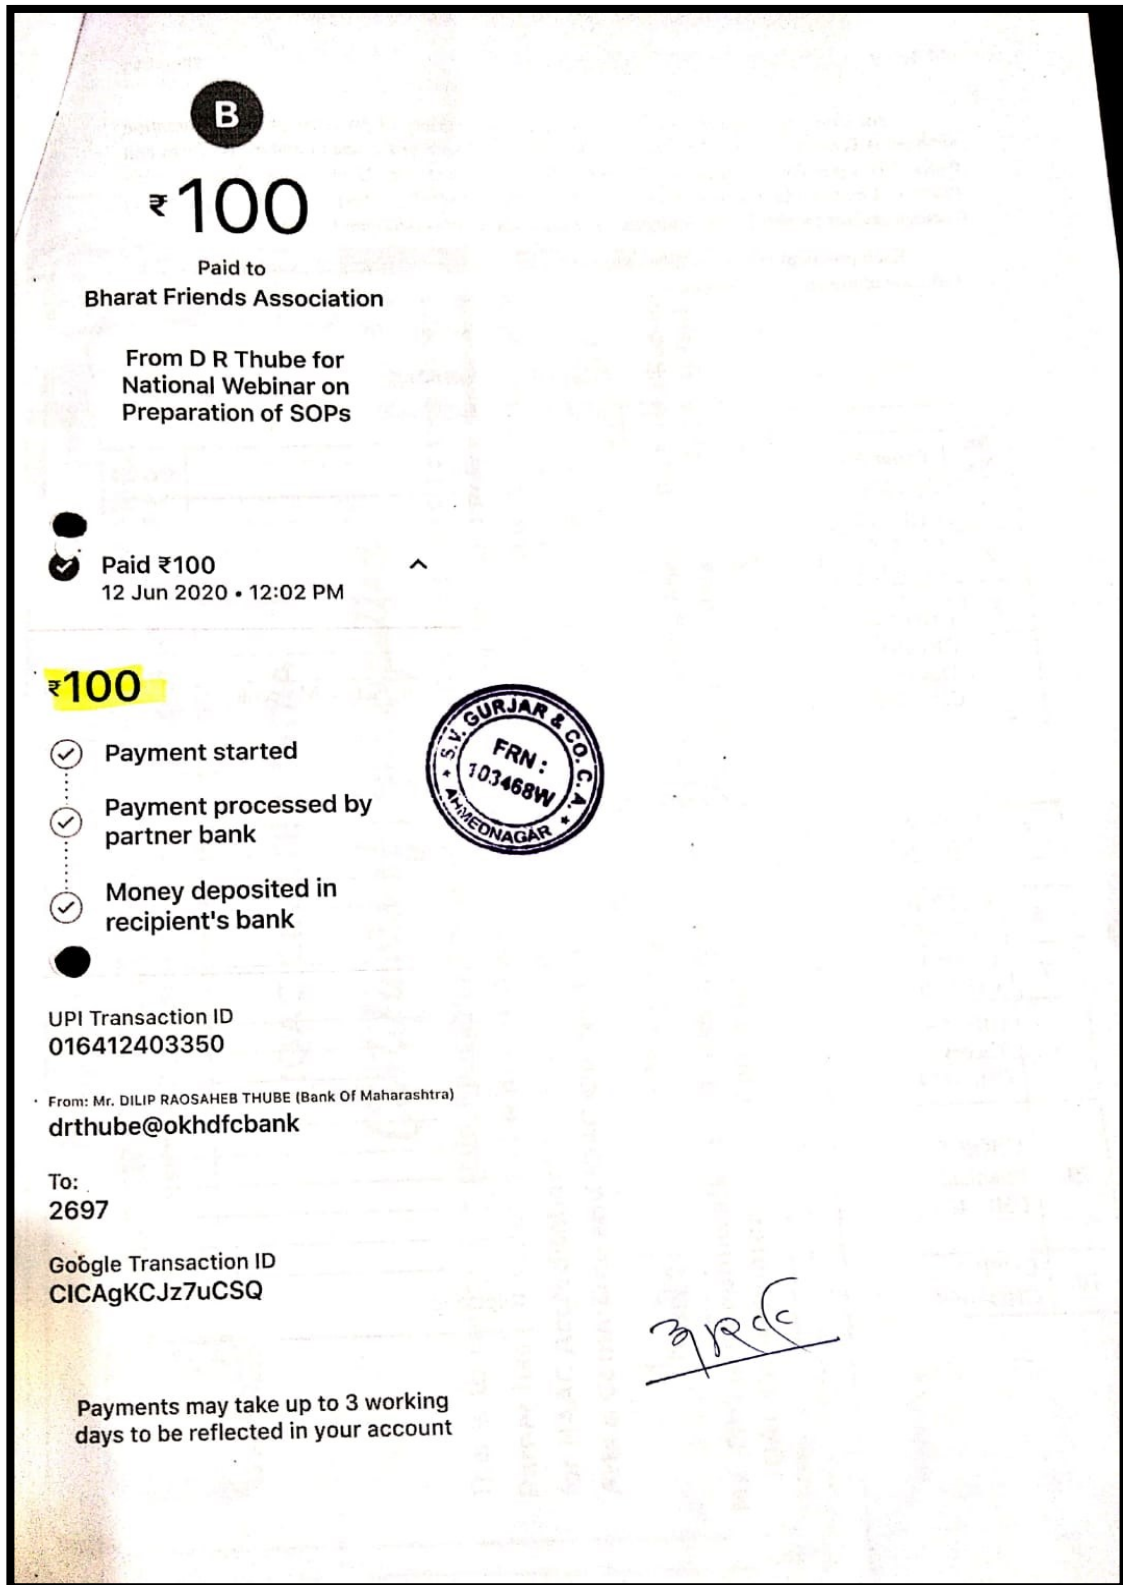 B
₹100
Paid to
Bharat Friends Association
From D R Thube for
National Webinar on
Preparation of SOPs
Paid ₹100
12 Jun 2020 • 12:02 PM
₹100
Payment started
Payment processed by
partner bank
Money deposited in
recipient's bank
S.V. GURJAR & CO. C.A.
FRN:
103468W
AHMEDNAGAR
UPI Transaction ID
016412403350
From: Mr. DILIP RAOSAHEB THUBE (Bank Of Maharashtra)
drthube@okhdfcbank
To:
2697
Google Transaction ID
CICAgKCJz7uCSQ
Payments may take up to 3 working
days to be reflected in your account